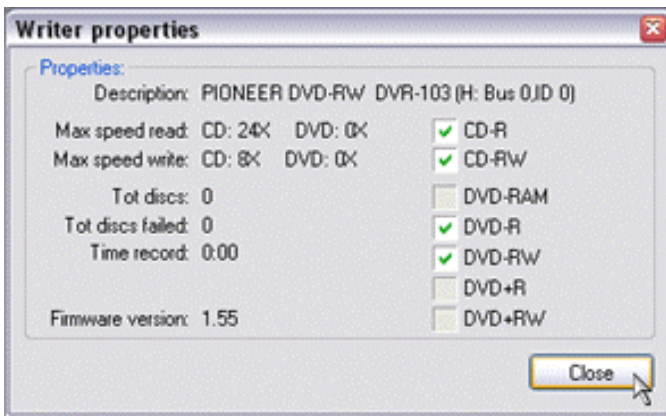 Writer properties
Properties:
Description: PIONEER DVD-RW DVR-103 (H: Bus 0,ID 0)
Max speed read: CD: 24X DVD: 0X
Max speed write: CD: 8X DVD: 0X
Tot discs: 0
Tot discs failed: 0
Time record: 0:00
Firmware version: 1.55
CD-R
CD-RW
DVD-RAM
DVD-R
DVD-RW
DVD+R
DVD+RW
Close